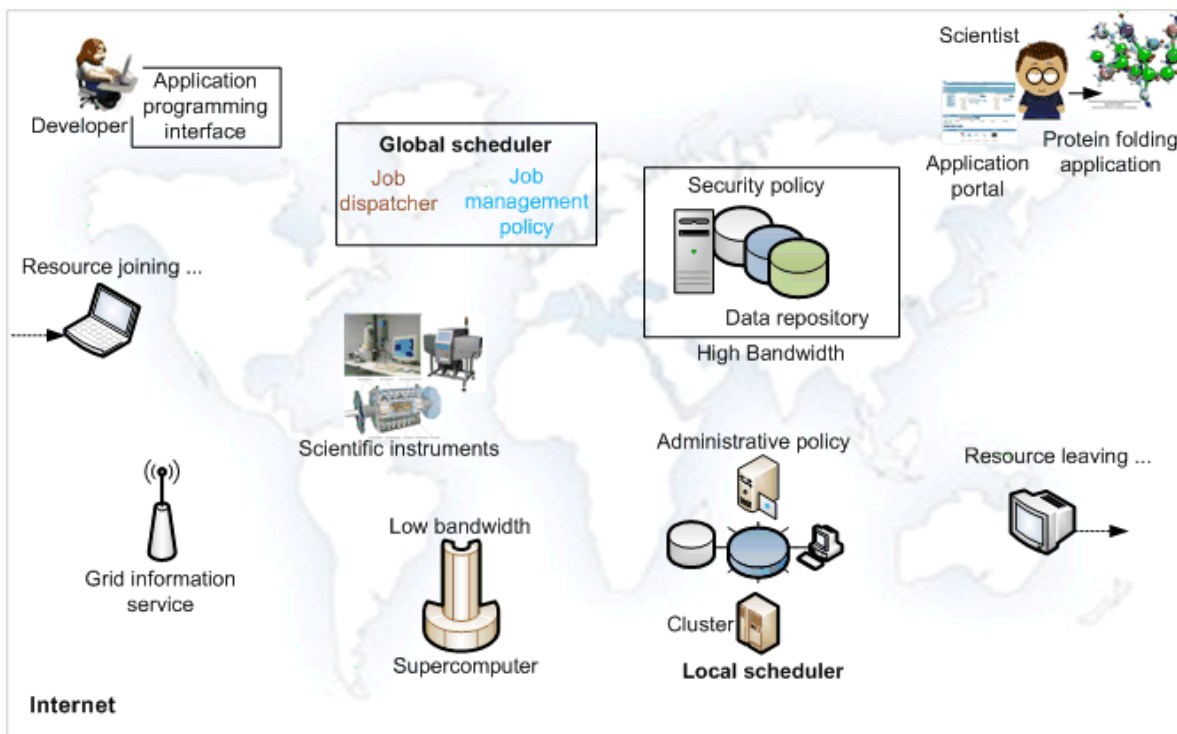 Scientist
Application
programming
interface
Developer
Protein folding
application
Application
portal
Global scheduler
Job
dispatcher
Job
management
policy
Security policy
Data repository
High Bandwidth
Resource joining ...
Scientific instruments
Administrative policy
Resource leaving ...
Low bandwidth
Grid information
service
Cluster
Supercomputer
Local scheduler
Internet